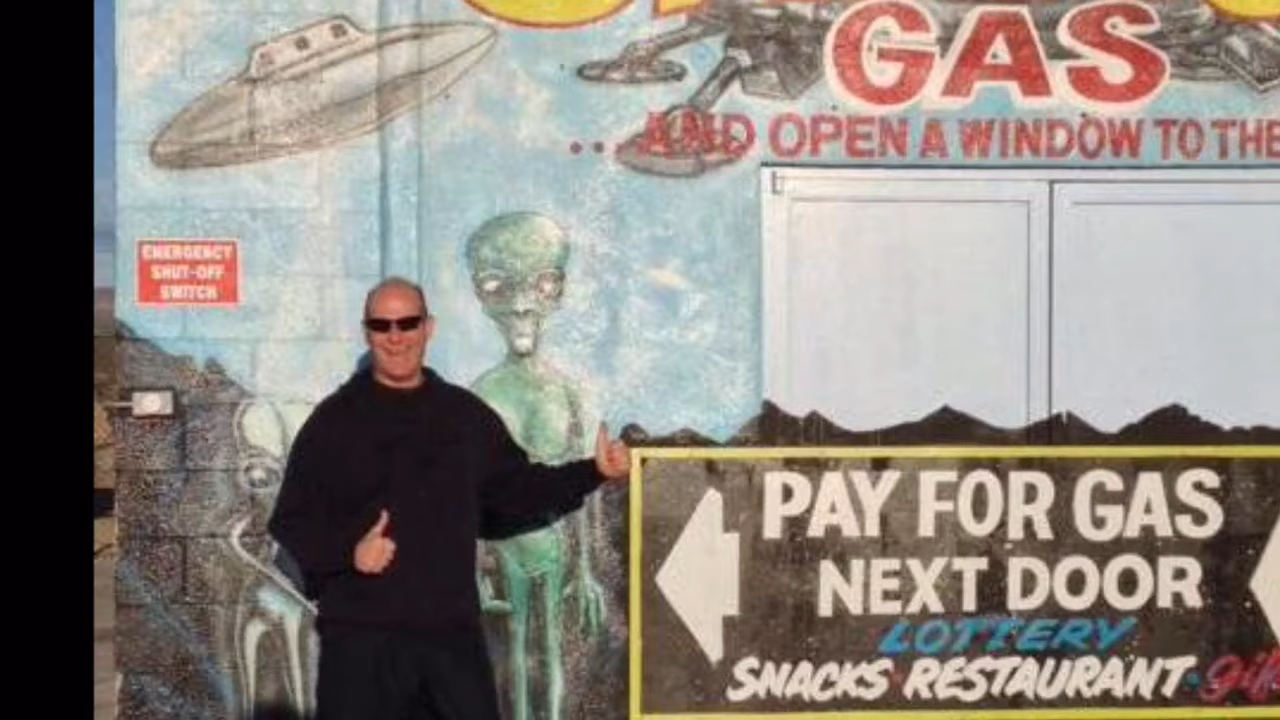 GAS
...AND OPEN A WINDOW TO THE
EMERGENCY
SHUT-OFF
SWITCH
PAY FOR GAS
NEXT DOOR
LOTTERY
SNACKS RESTAURANT